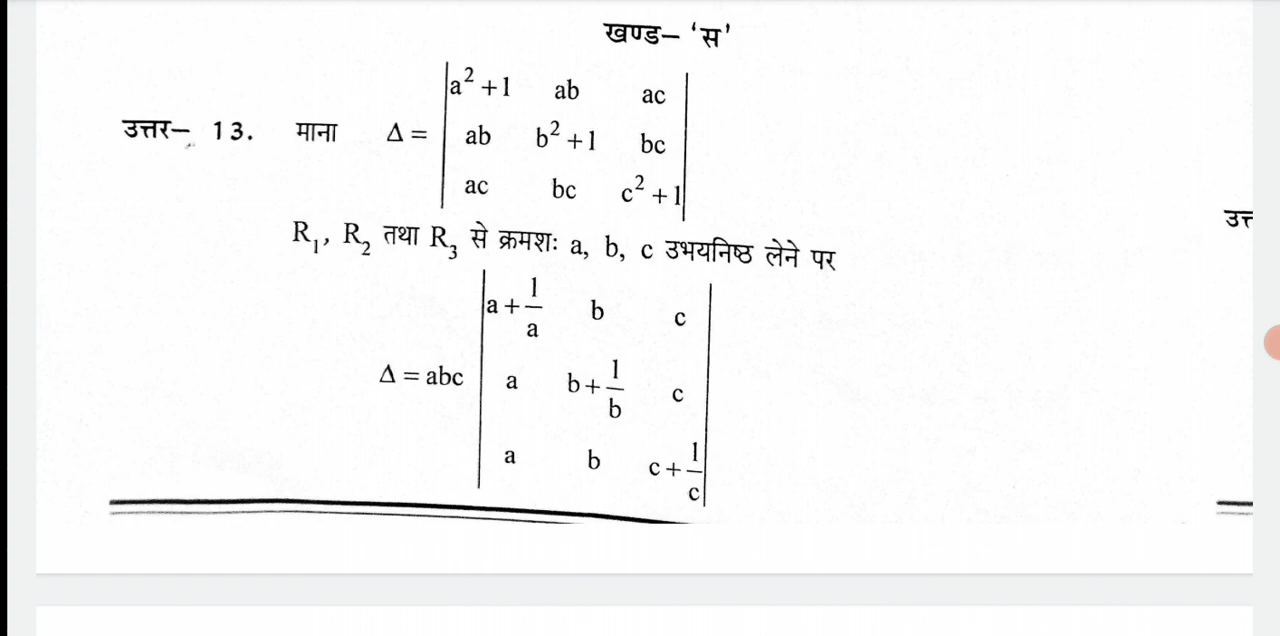 खण्ड– ‘स’
उत्तर– 13. माना Δ = |a² +1 ab ac|
|ab b² +1 bc|
|ac bc c² +1|
R₁, R₂ तथा R₃ से क्रमशः a, b, c उभयनिष्ठ लेने पर
उत्त
Δ = abc |a + 1/a b c|
|a b + 1/b c|
|a b c + 1/c|